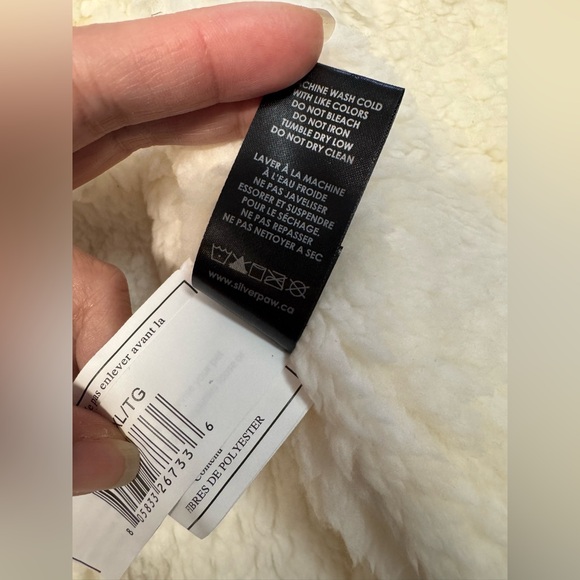 MACHINE WASH COLD
WITH LIKE COLORS
DO NOT BLEACH
DO NOT IRON
TUMBLE DRY LOW
DO NOT DRY CLEAN
LAVER À LA MACHINE
À L'EAU FROIDE
NE PAS JAVELISER
ESSORER ET SUSPENDRE
POUR LE SÉCHAGE.
NE PAS REPASSER
NE PAS NETTOYER A SEC
www.silverpaw.ca
pas enlever avant la
L/TG
8 05833 26733 6
FIBRES DE POLYESTER